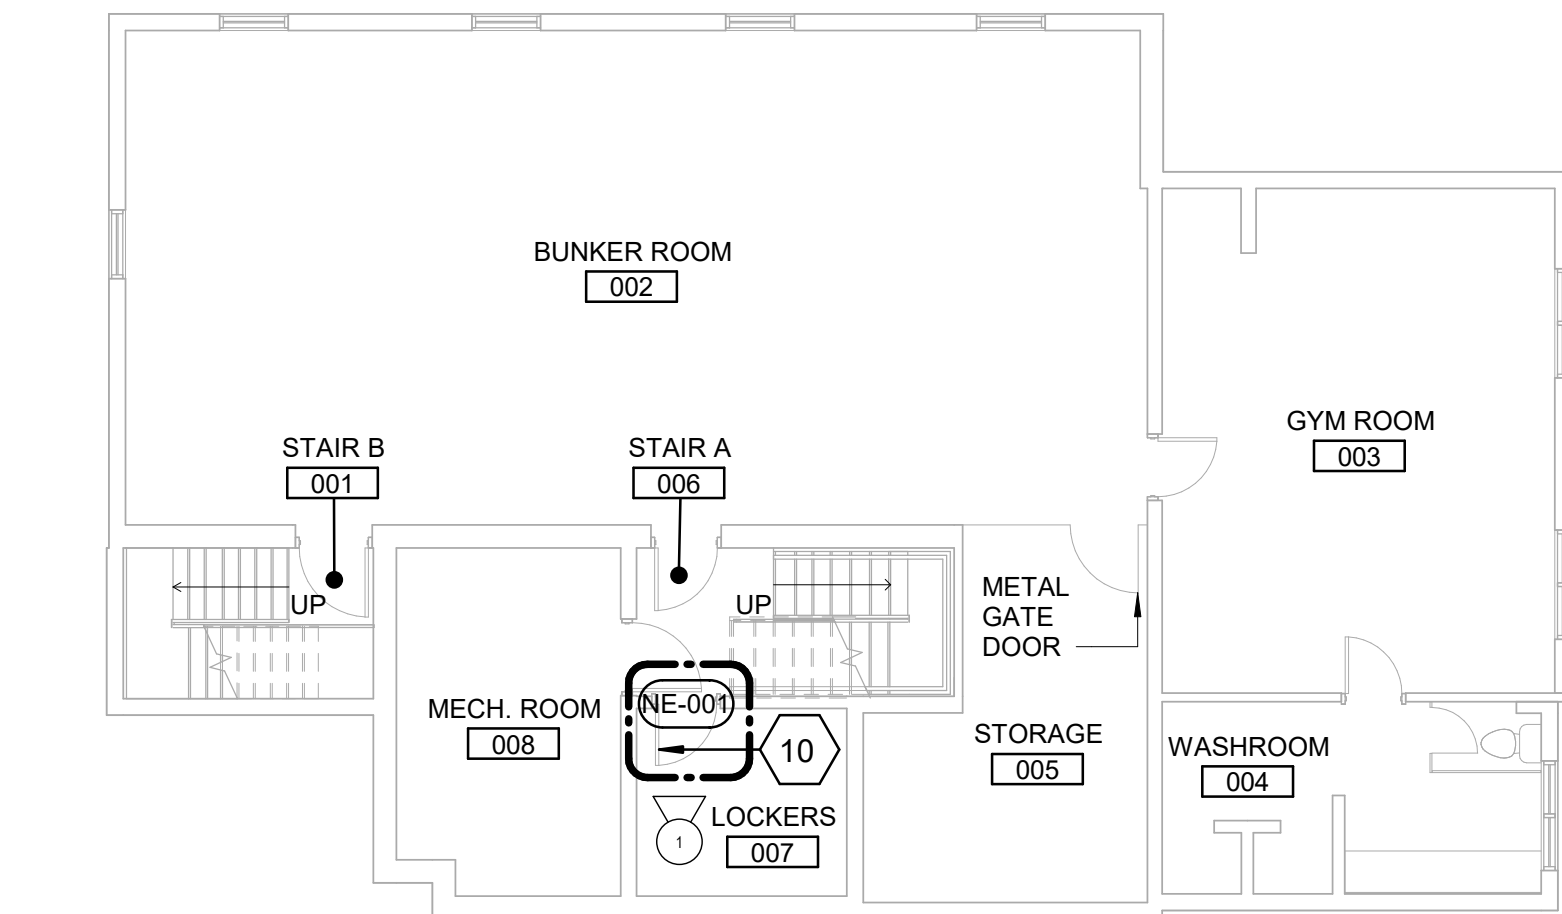 BUNKER ROOM
002
GYM ROOM
003
STAIR B
001
STAIR A
006
UP
UP
METAL
GATE
DOOR
MECH. ROOM
008
NE-001
10
STORAGE
005
WASHROOM
004
LOCKERS
007
1